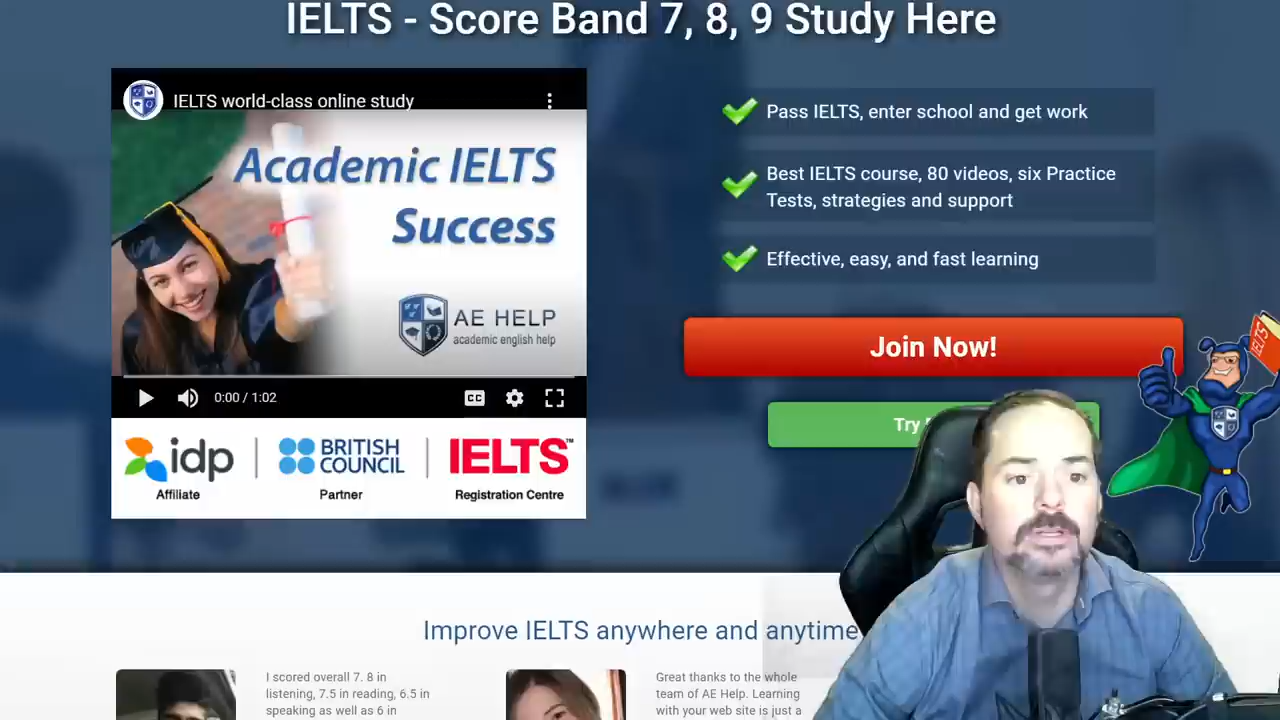 IELTS - Score Band 7, 8, 9 Study Here
IELTS world-class online study
Academic IELTS
Success
AE HELP
academic english help
0:00 / 1:02
CC
idp
Affiliate
BRITISH
COUNCIL
Partner
IELTS™
Registration Centre
Pass IELTS, enter school and get work
Best IELTS course, 80 videos, six Practice
Tests, strategies and support
Effective, easy, and fast learning
Join Now!
Try
IELTS
Improve IELTS anywhere and anytime
I scored overall 7. 8 in
listening, 7.5 in reading, 6.5 in
speaking as well as 6 in
Great thanks to the whole
team of AE Help. Learning
with your web site is just a